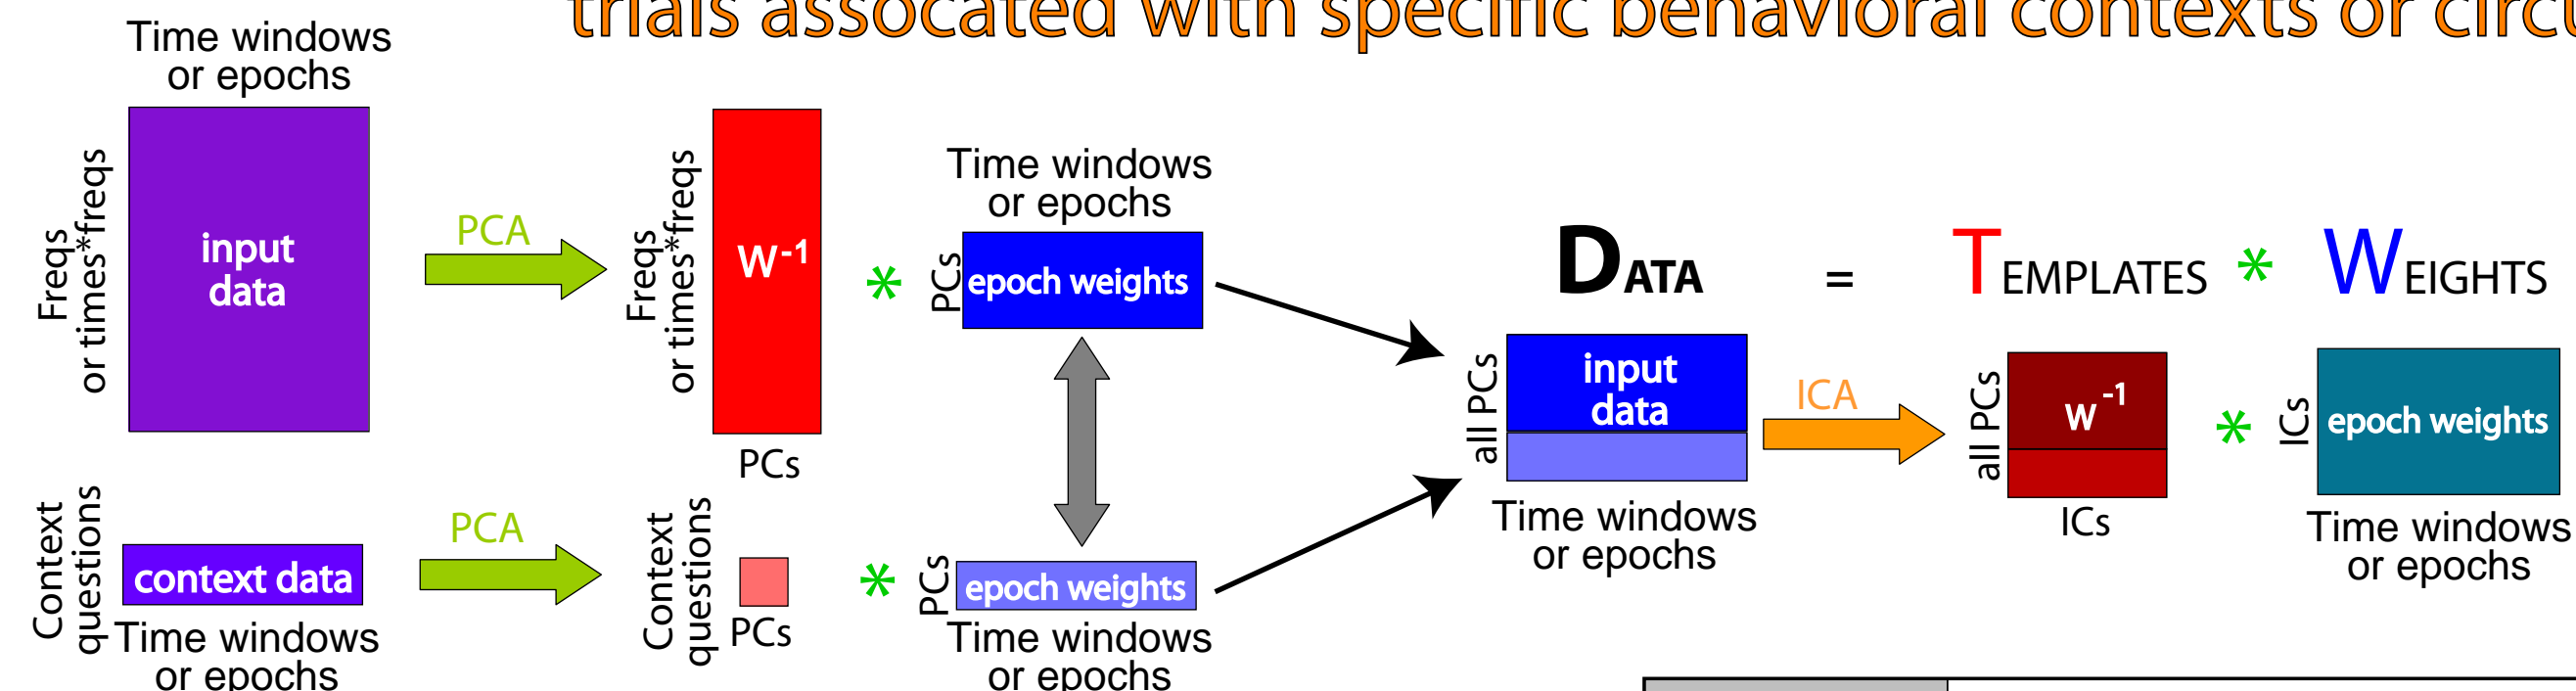 trials assocated with specific behavioral contexts or
Time windows
or epochs
Freqs
or times*freqs
input
data
PCA
Freqs
or times*freqs
W-1
PCs
*
Time windows
or epochs
PCs
epoch weights
Context
questions
context data
Time windows
or epochs
PCA
Context
questions
PCs
*
PCs
epoch weights
Time windows
or epochs
DATA = TEMPLATES * WEIGHTS
all PCs
input
data
Time windows
or epochs
ICA
all PCs
W-1
ICs
*
ICs
epoch weights
Time windows
or epochs